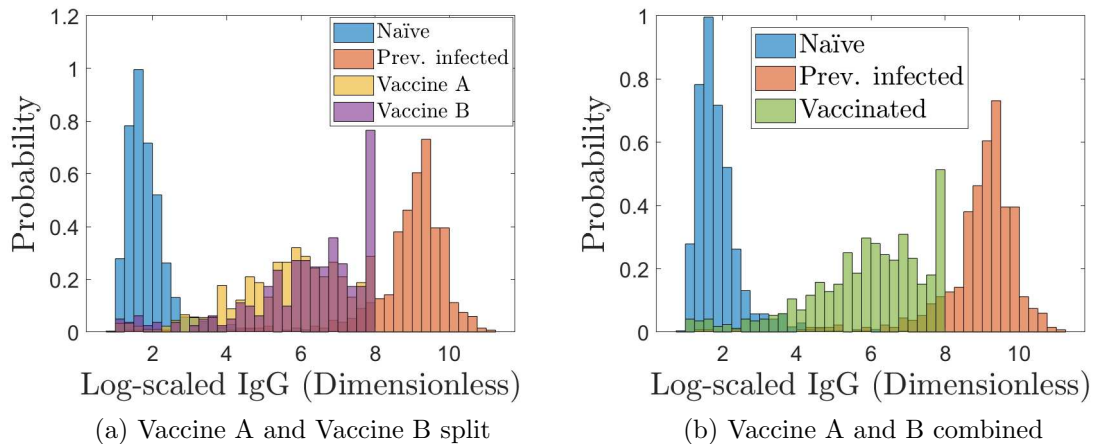 1.2
1
0.8
0.6
0.4
0.2
0
Probability
Naïve
Prev. infected
Vaccine A
Vaccine B
2 4 6 8 10
Log-scaled IgG (Dimensionless)
(a) Vaccine A and Vaccine B split
1
0.8
0.6
0.4
0.2
0
Probability
Naïve
Prev. infected
Vaccinated
2 4 6 8 10
Log-scaled IgG (Dimensionless)
(b) Vaccine A and B combined